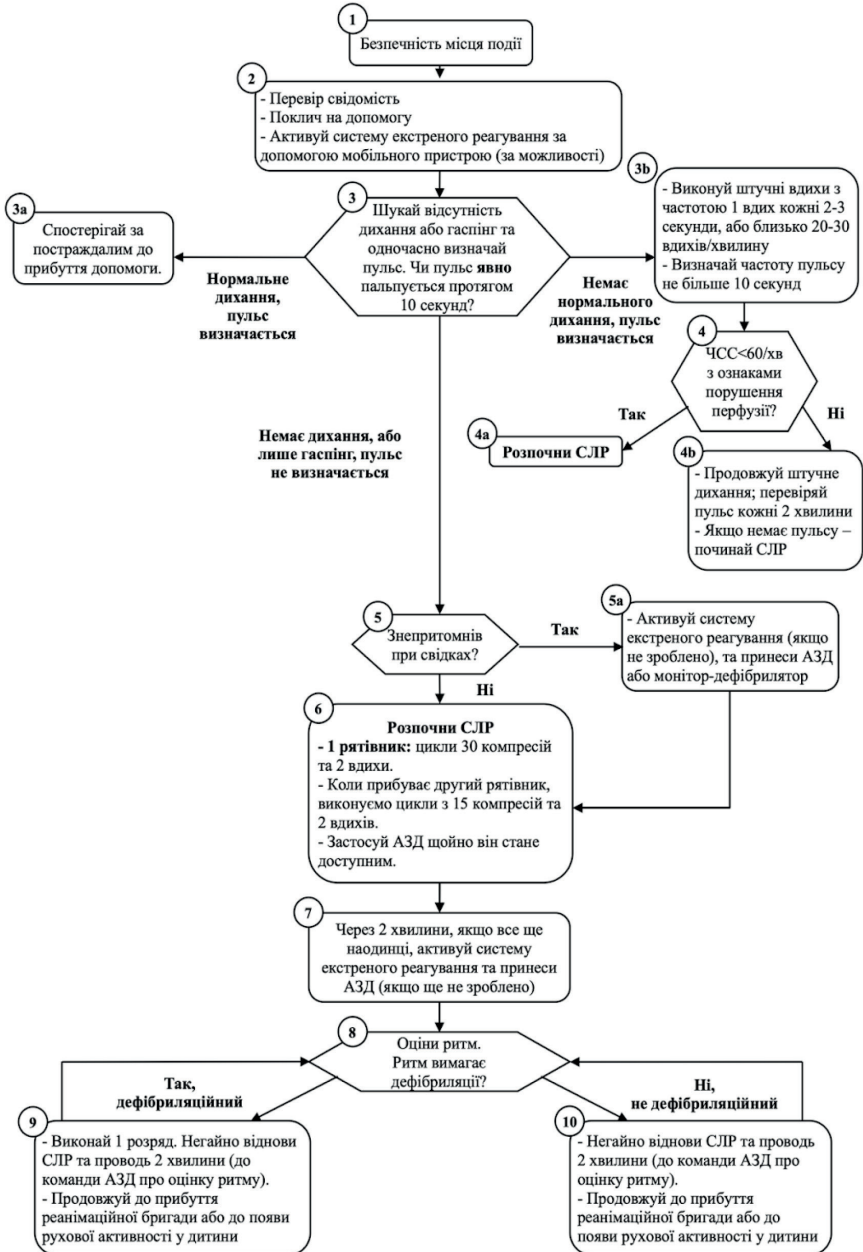 1
Безпечність місця події
2
- Перевір свідомість
- Поклич на допомогу
- Активуй систему екстреного реагування за
допомогою мобільного пристрою (за можливості)
3
Шукай відсутність
дихання або гаспінг та
одночасно визначай
пульс. Чи пульс явно
пальпується протягом
10 секунд?
3a
Спостерігай за
постраждалим до
прибуття допомоги.
Нормальне
дихання,
пульс
визначається
3b
- Виконуй штучні вдихи з
частотою 1 вдих кожні 2-3
секунди, або близько 20-30
вдихів/хвилину
- Визначай частоту пульсу
не більше 10 секунд
Немає
нормального
дихання, пульс
визначається
4
ЧСС<60/хв
з ознаками
порушення
перфузії?
Так
Ні
4a
Розпочни СЛР
4b
- Продовжуй штучне
дихання; перевіряй
пульс кожні 2 хвилини
- Якщо немає пульсу –
починай СЛР
Немає дихання, або
лише гаспінг, пульс
не визначається
5
Знепритомнів
при свідках?
Так
Ні
5a
- Активуй систему
екстреного реагування (якщо
не зроблено), та принеси АЗД
або монітор-дефібрилятор
6
Розпочни СЛР
- 1 рятівник: цикли 30 компресій
та 2 вдихи.
- Коли прибуває другий рятівник,
виконуємо цикли з 15 компресій та
2 вдихів.
- Застосуй АЗД щойно він стане
доступним.
7
Через 2 хвилини, якщо все ще
наодинці, активуй систему
екстреного реагування та принеси
АЗД (якщо ще не зроблено)
8
Оціни ритм.
Ритм вимагає
дефібриляції?
Так,
дефібриляційний
Ні,
не дефібриляційний
9
- Виконай 1 розряд. Негайно віднови
СЛР та проводь 2 хвилини (до
команди АЗД про оцінку ритму).
- Продовжуй до прибуття
реанімаційної бригади або до появи
рухової активності у дитини
10
- Негайно віднови СЛР та проводь
2 хвилини (до команди АЗД про
оцінку ритму).
- Продовжуй до прибуття
реанімаційної бригади або до
появи рухової активності у дитини